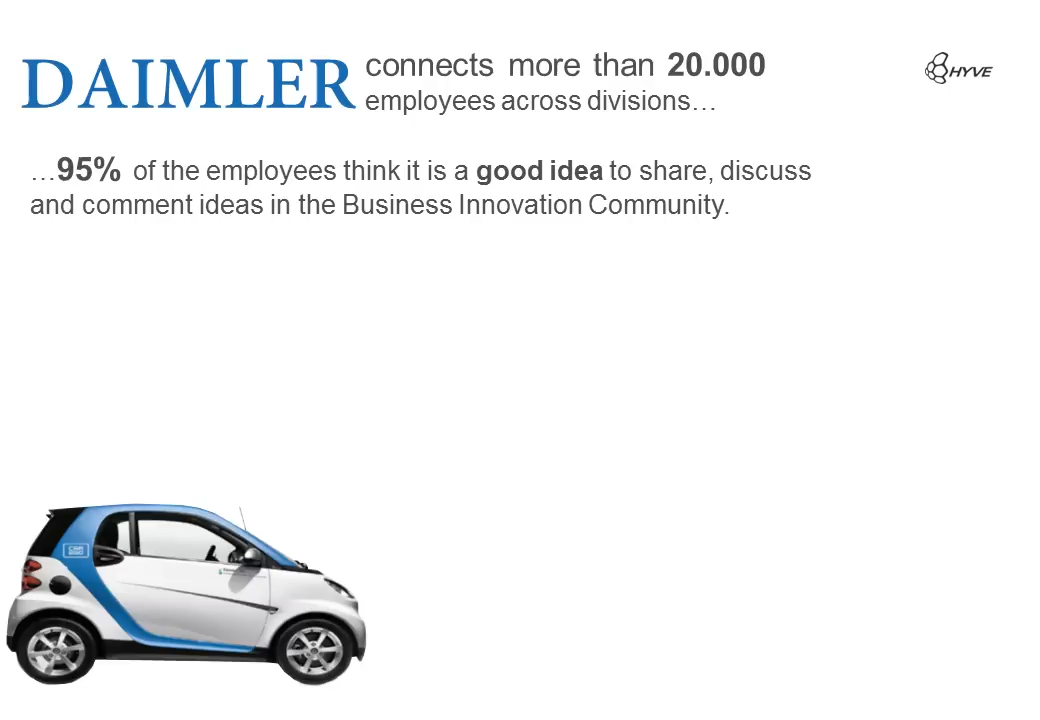 DAIMLER connects more than 20.000
employees across divisions…
HYVE
…95% of the employees think it is a good idea to share, discuss
and comment ideas in the Business Innovation Community.